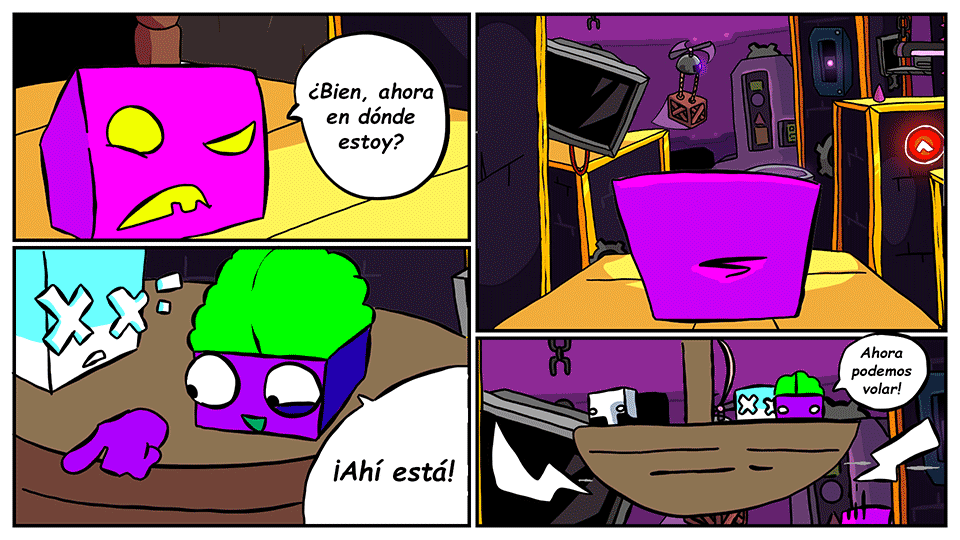 ¿Bien, ahora
en dónde
estoy?
¡Ahí está!
Ahora
podemos
volar!